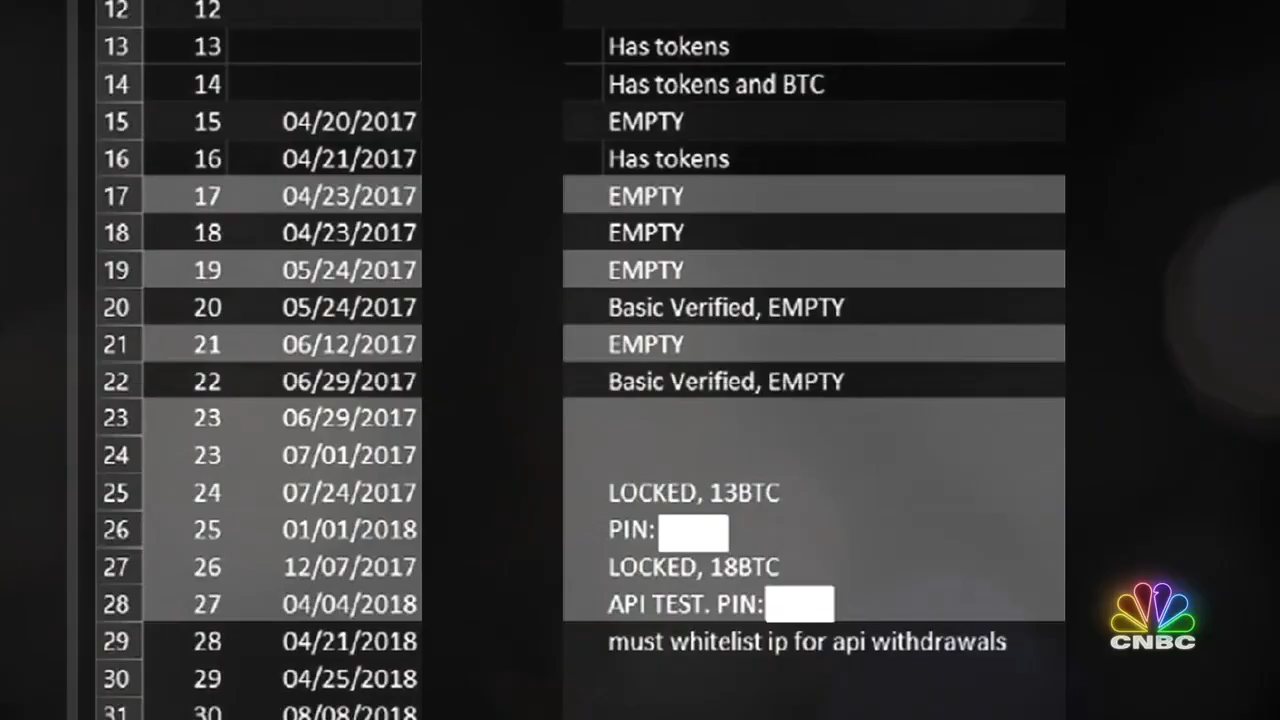 12 12
13 13 Has tokens
14 14 Has tokens and BTC
15 15 04/20/2017 EMPTY
16 16 04/21/2017 Has tokens
17 17 04/23/2017 EMPTY
18 18 04/23/2017 EMPTY
19 19 05/24/2017 EMPTY
20 20 05/24/2017 Basic Verified, EMPTY
21 21 06/12/2017 EMPTY
22 22 06/29/2017 Basic Verified, EMPTY
23 23 06/29/2017
24 23 07/01/2017
25 24 07/24/2017 LOCKED, 13BTC
26 25 01/01/2018 PIN:
27 26 12/07/2017 LOCKED, 18BTC
28 27 04/04/2018 API TEST. PIN:
29 28 04/21/2018 must whitelist ip for api withdrawals
30 29 04/25/2018
31 30 08/08/2018
CNBC